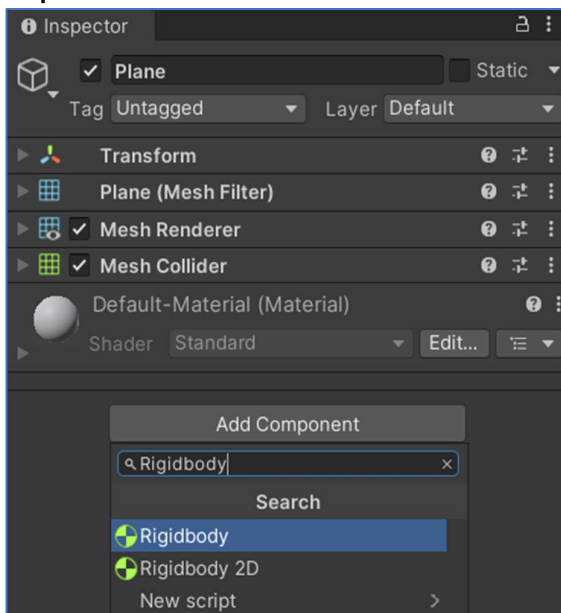 Inspector
Plane Static
Tag Untagged Layer Default
Transform
Plane (Mesh Filter)
Mesh Renderer
Mesh Collider
Default-Material (Material)
Shader Standard Edit...
Add Component
Rigidbody
Search
Rigidbody
Rigidbody 2D
New script